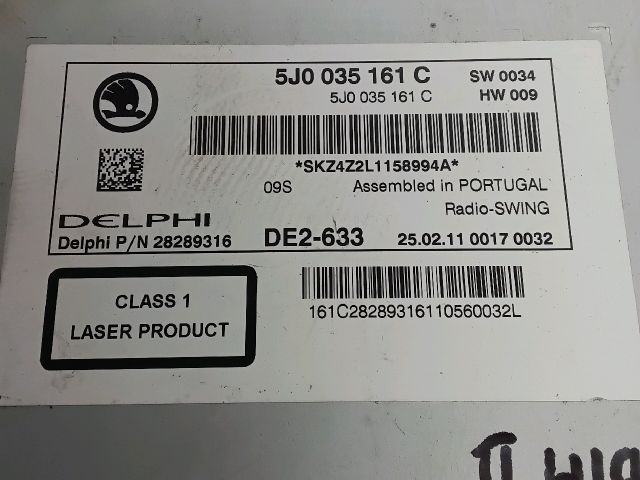 5J0 035 161 C SW 0034
5J0 035 161 C HW 009
*SKZ4Z2L1158994A*
09S Assembled in PORTUGAL
Radio-SWING
DELPHI
Delphi P/N 28289316 DE2-633 25.02.11 0017 0032
CLASS 1
LASER PRODUCT
161C28289316110560032L